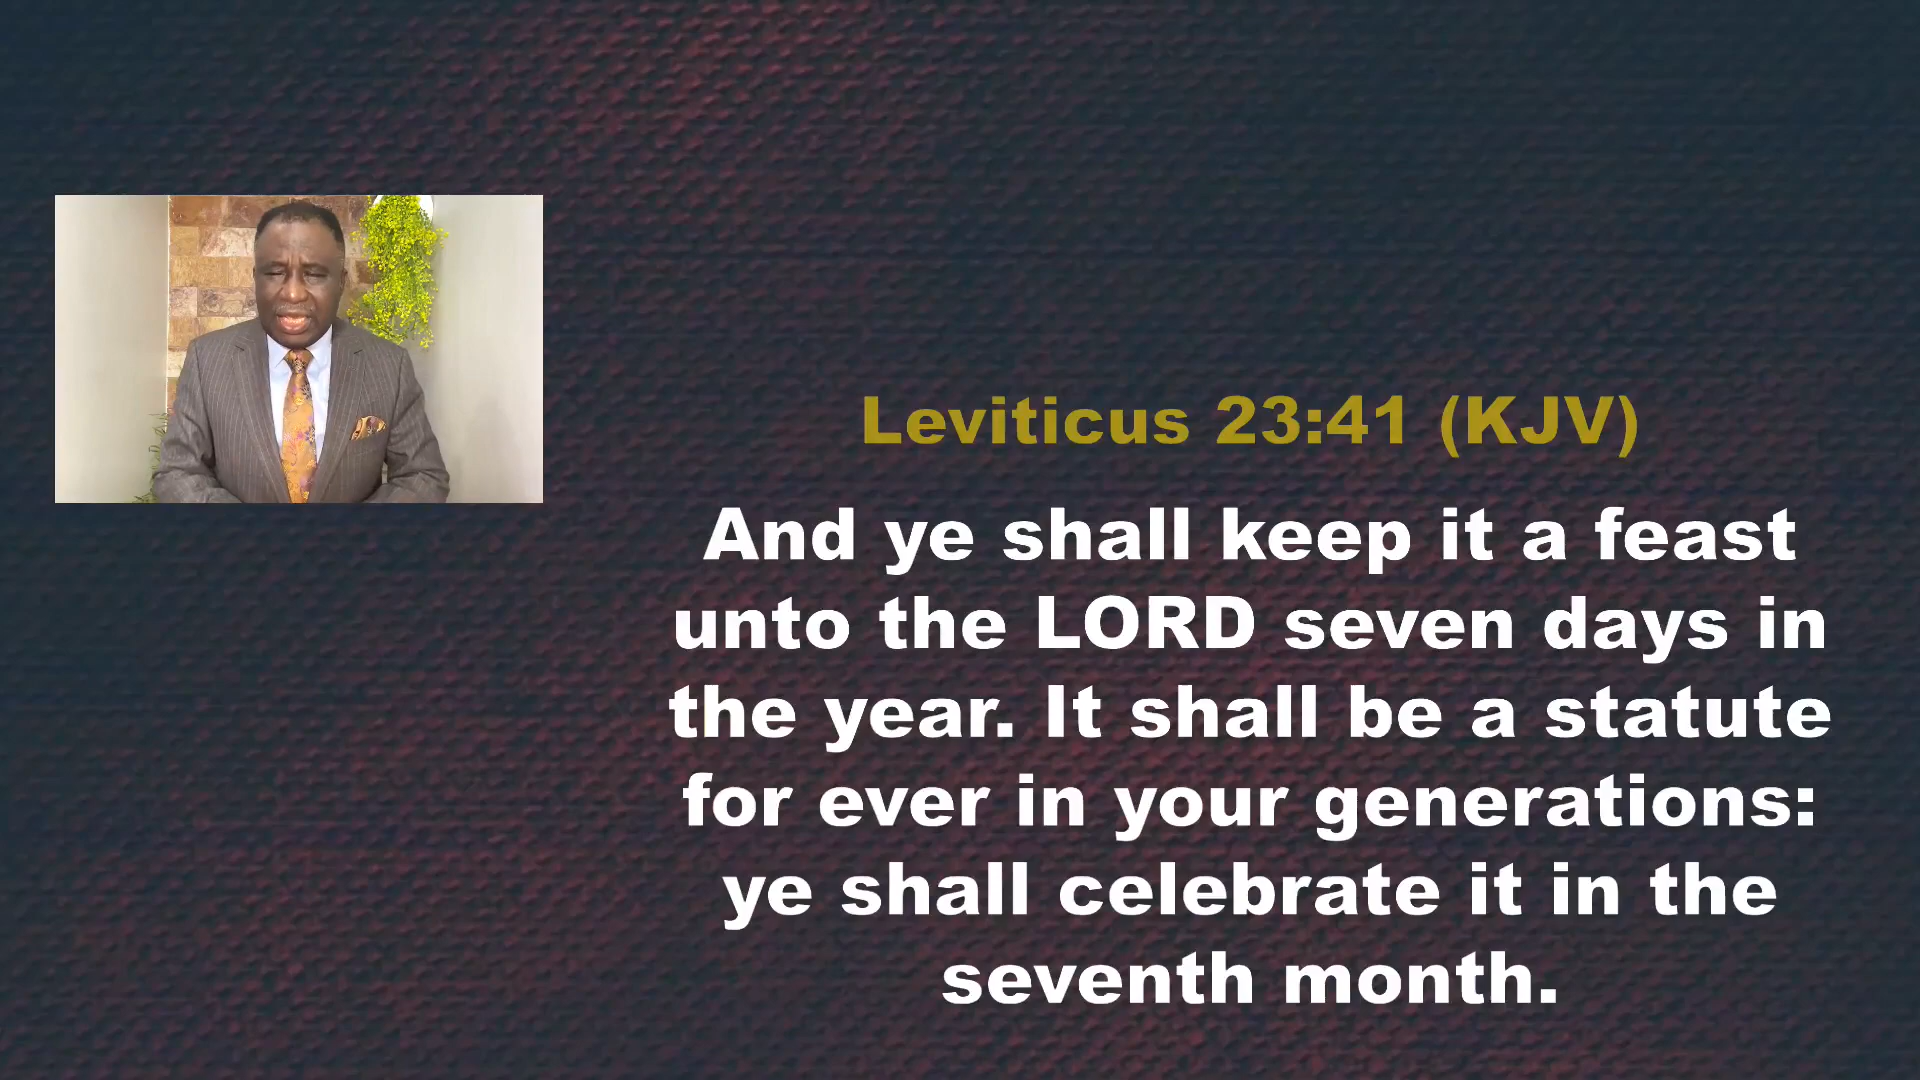 Leviticus 23:41 (KJV)
And ye shall keep it a feast
unto the LORD seven days in
the year. It shall be a statute
for ever in your generations:
ye shall celebrate it in the
seventh month.